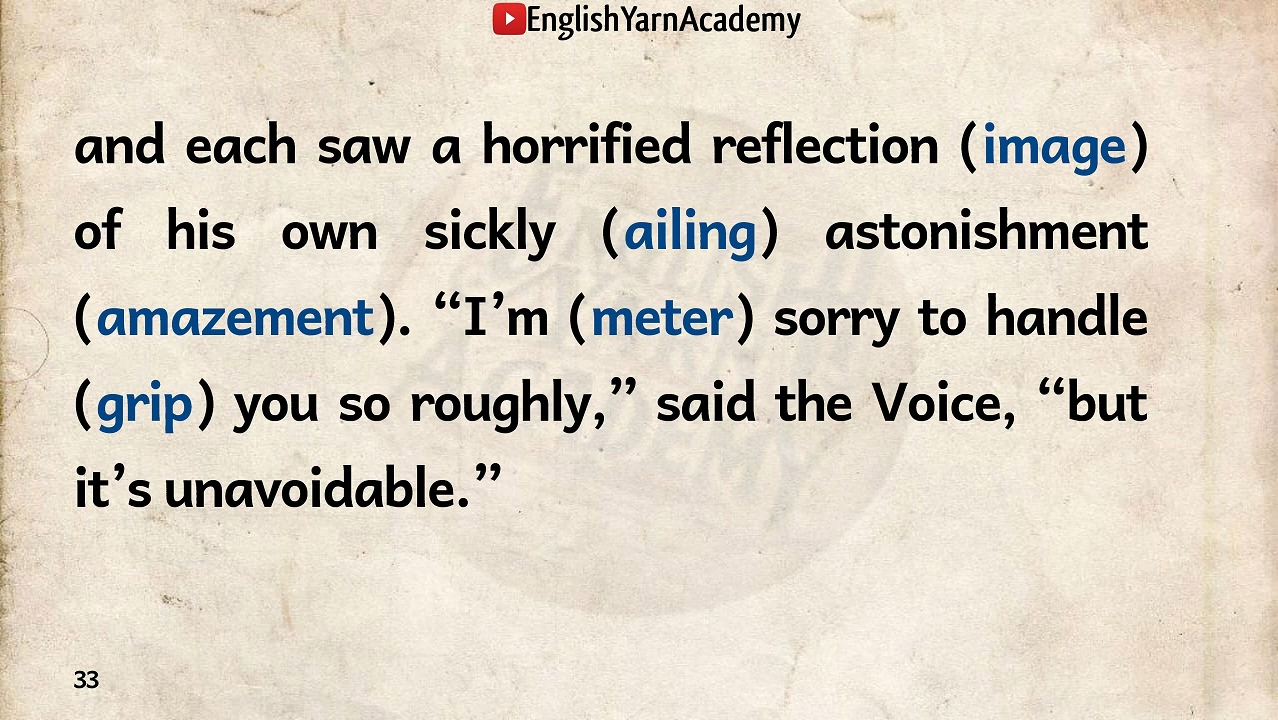 EnglishYarnAcademy
and each saw a horrified reflection (image)
of his own sickly (ailing) astonishment
(amazement). “I’m (meter) sorry to handle
(grip) you so roughly,” said the Voice, “but
it’s unavoidable.”
33